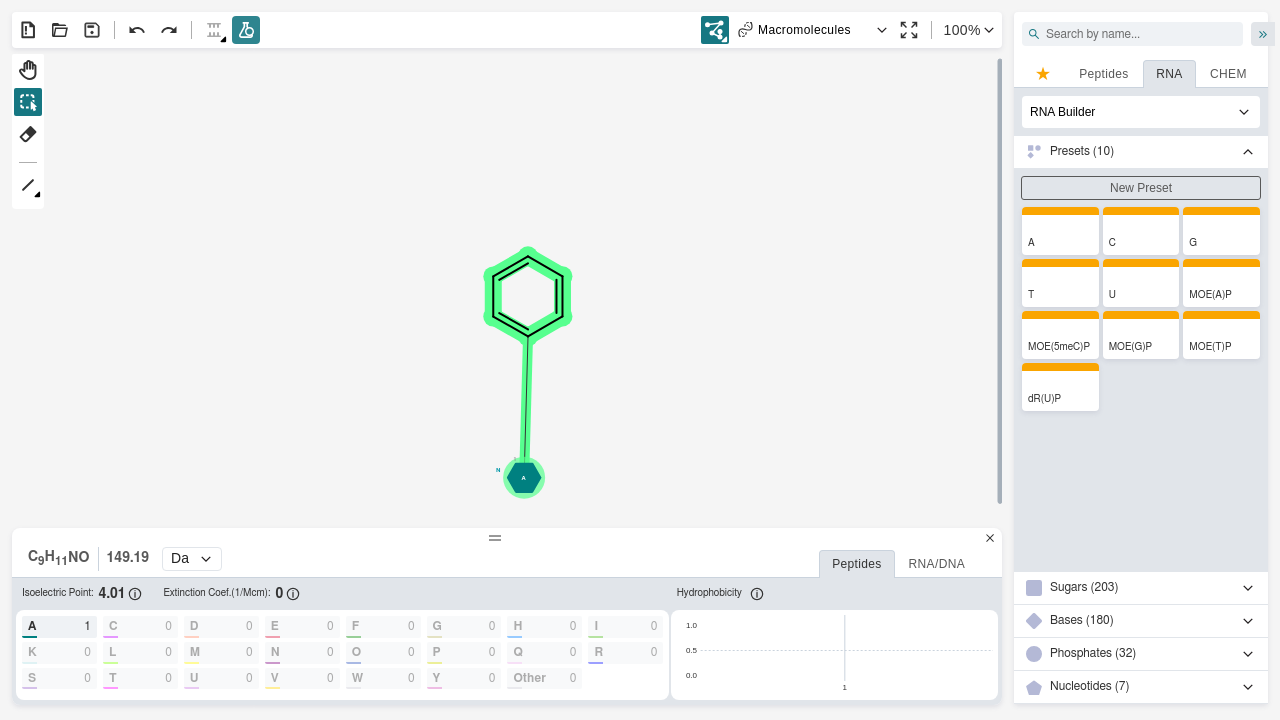 Macromolecules
100%
Search by name...
Peptides
RNA
CHEM
RNA Builder
Presets (10)
New Preset
A
C
G
T
U
MOE(A)P
MOE(5meC)P
MOE(G)P
MOE(T)P
dR(U)P
Sugars (203)
Bases (180)
Phosphates (32)
Nucleotides (7)
N
A
C9H11NO
149.19
Da
Peptides
RNA/DNA
Isoelectric Point: 4.01
Extinction Coef.(1/Mcm): 0
Hydrophobicity
A 1
C 0
D 0
E 0
F 0
G 0
H 0
I 0
K 0
L 0
M 0
N 0
O 0
P 0
Q 0
R 0
S 0
T 0
U 0
V 0
W 0
Y 0
Other 0
1.0
0.5
0.0
1